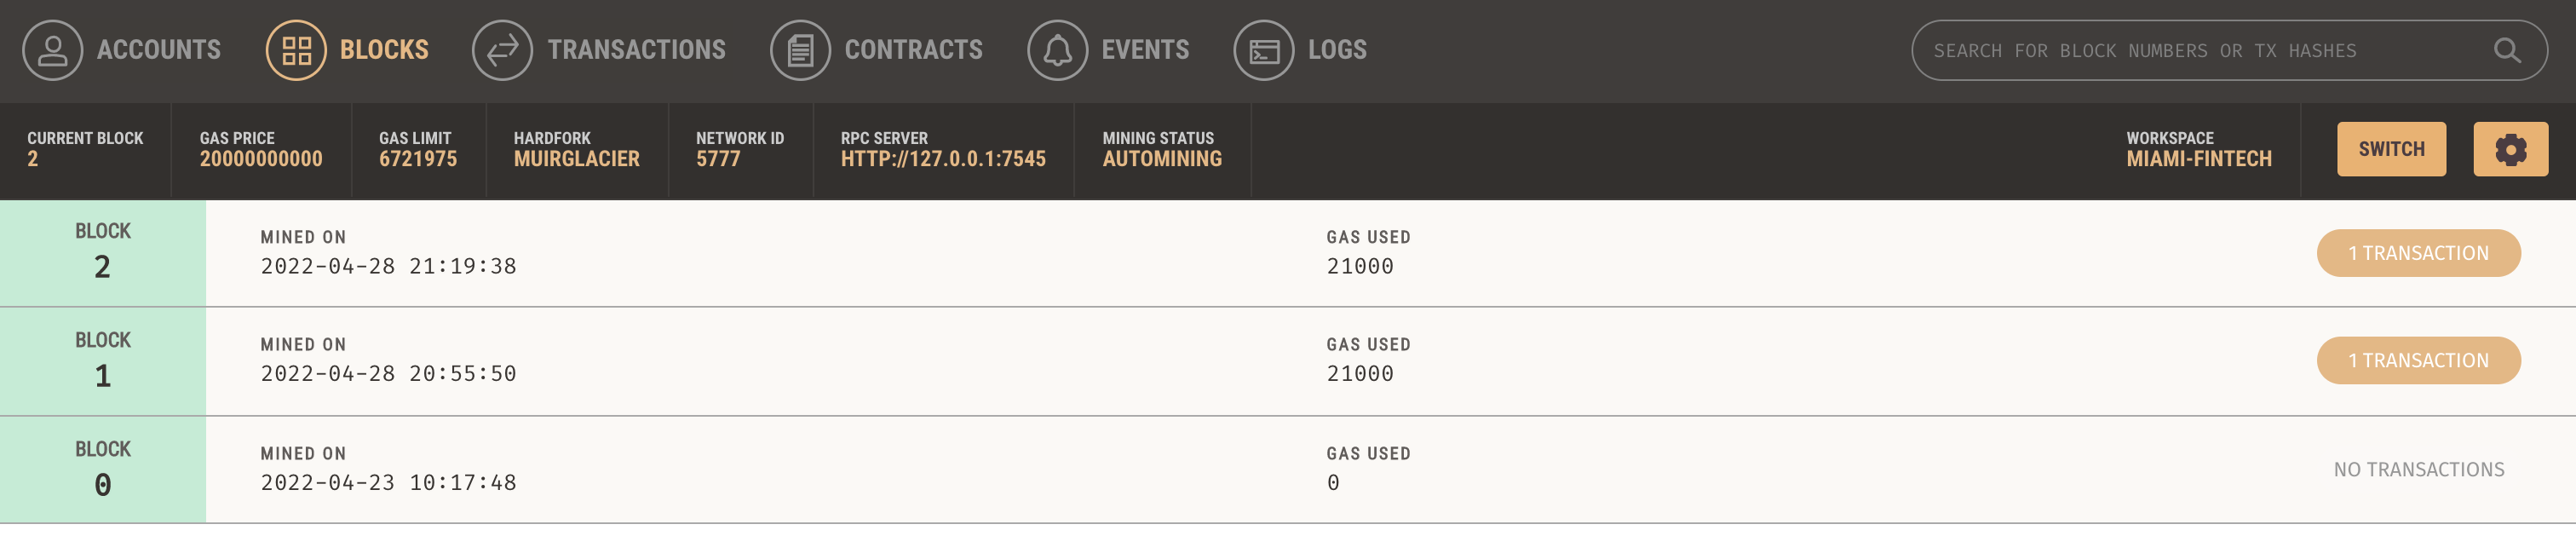 ACCOUNTS
BLOCKS
TRANSACTIONS
CONTRACTS
EVENTS
LOGS
SEARCH FOR BLOCK NUMBERS OR TX HASHES
CURRENT BLOCK
2
GAS PRICE
20000000000
GAS LIMIT
6721975
HARDFORK
MUIRGLACIER
NETWORK ID
5777
RPC SERVER
HTTP://127.0.0.1:7545
MINING STATUS
AUTOMINING
WORKSPACE
MIAMI-FINTECH
SWITCH
BLOCK
2
MINED ON
2022-04-28 21:19:38
GAS USED
21000
1 TRANSACTION
BLOCK
1
MINED ON
2022-04-28 20:55:50
GAS USED
21000
1 TRANSACTION
BLOCK
0
MINED ON
2022-04-23 10:17:48
GAS USED
0
NO TRANSACTIONS